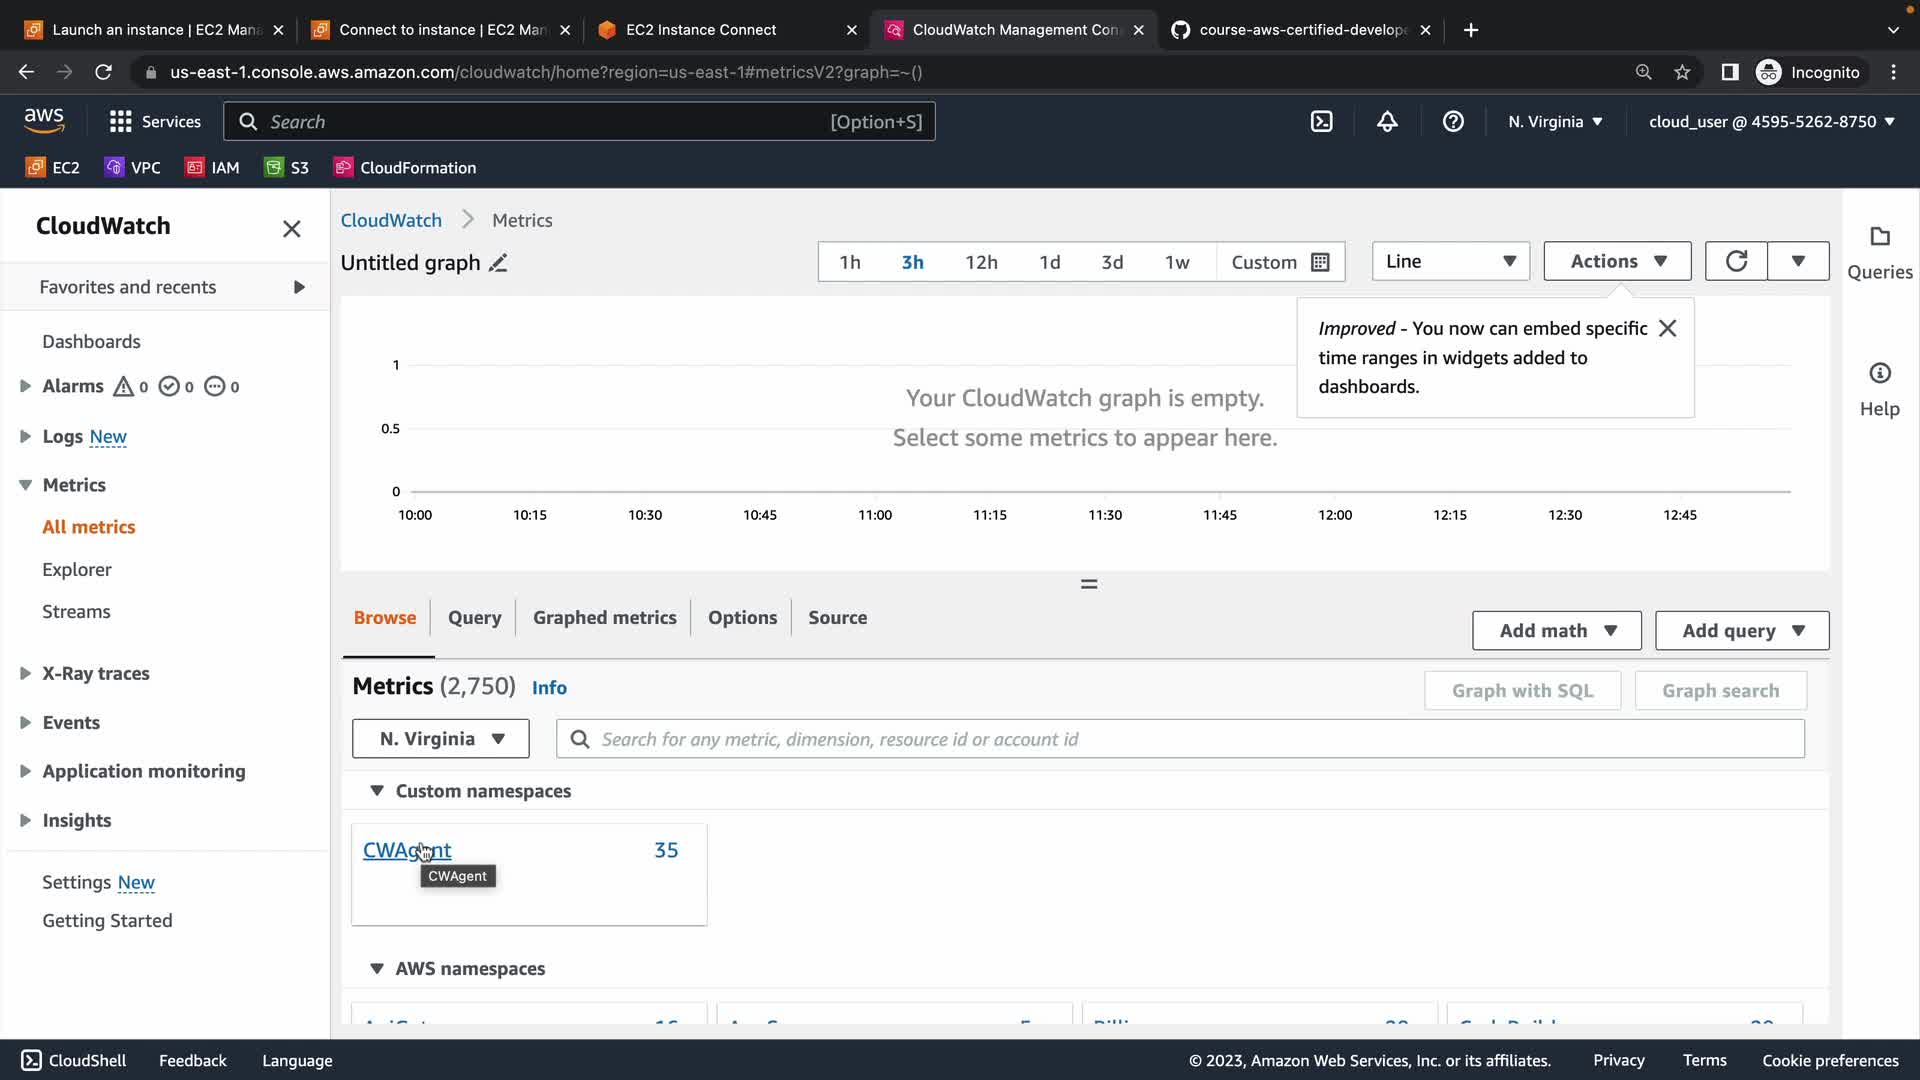 Launch an instance | EC2 Mana
Connect to instance | EC2 Man
EC2 Instance Connect
CloudWatch Management Con
course-aws-certified-develope
us-east-1.console.aws.amazon.com/cloudwatch/home?region=us-east-1#metricsV2?graph=~()
Incognito
aws
Services
Search
[Option+S]
N. Virginia
cloud_user @ 4595-5262-8750
EC2
VPC
IAM
S3
CloudFormation
CloudWatch
Favorites and recents
Dashboards
Alarms 0 0 0
Logs New
Metrics
All metrics
Explorer
Streams
X-Ray traces
Events
Application monitoring
Insights
Settings New
Getting Started
CloudWatch > Metrics
Untitled graph
1h 3h 12h 1d 3d 1w Custom
Line
Actions
Improved - You now can embed specific
time ranges in widgets added to
dashboards.
Your CloudWatch graph is empty.
Select some metrics to appear here.
1
0.5
0
10:00 10:15 10:30 10:45 11:00 11:15 11:30 11:45 12:00 12:15 12:30 12:45
Browse
Query
Graphed metrics
Options
Source
Add math
Add query
Metrics (2,750) Info
Graph with SQL
Graph search
N. Virginia
Search for any metric, dimension, resource id or account id
Custom namespaces
CWAgent 35
CWAgent
AWS namespaces
Queries
Help
CloudShell
Feedback
Language
© 2023, Amazon Web Services, Inc. or its affiliates.
Privacy
Terms
Cookie preferences